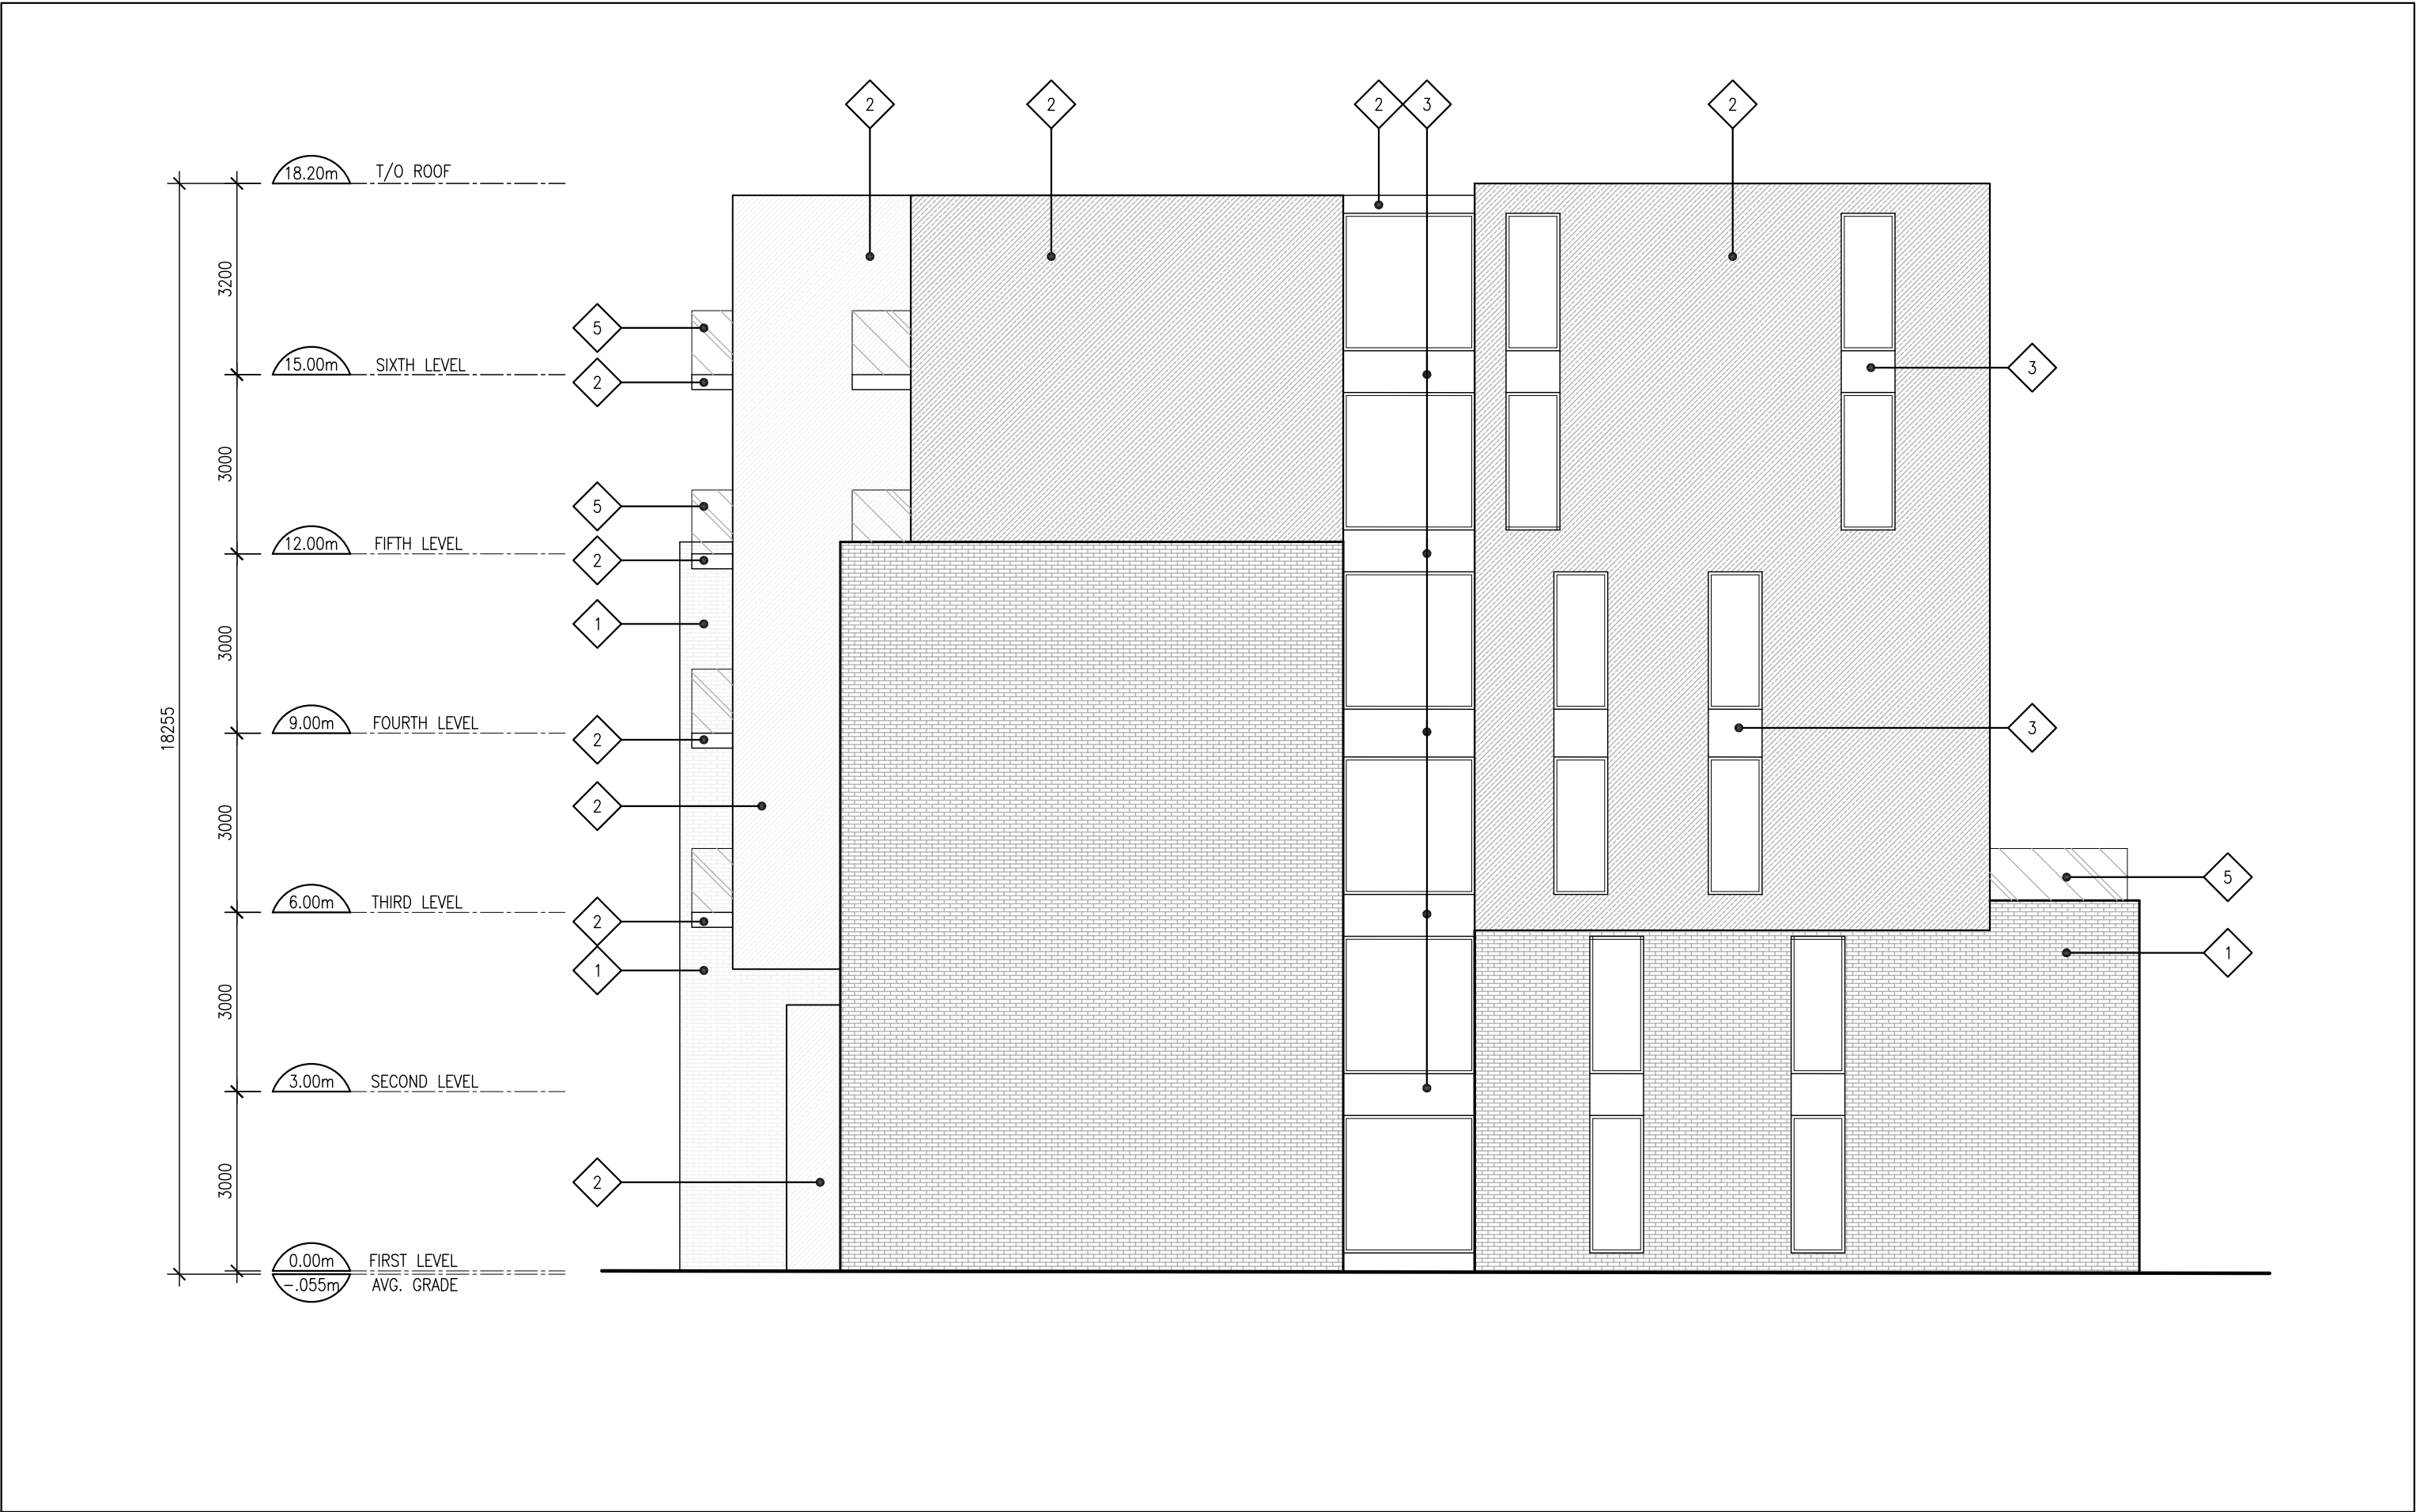 2 2 2 3 2
18.20m T/O ROOF
3200
5
15.00m SIXTH LEVEL
3
2
3000
5
12.00m FIFTH LEVEL
2
1
3000
18255
9.00m FOURTH LEVEL
3
2
2
3000
5
6.00m THIRD LEVEL
2
1
1
3000
3.00m SECOND LEVEL
3000
2
0.00m FIRST LEVEL
-.055m AVG. GRADE